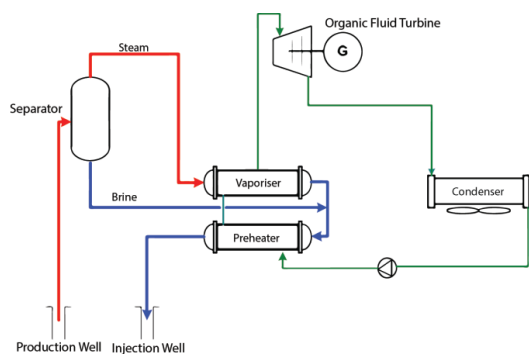 Organic Fluid Turbine
Steam
G
Separator
Vaporiser
Condenser
Brine
Preheater
Production Well
Injection Well